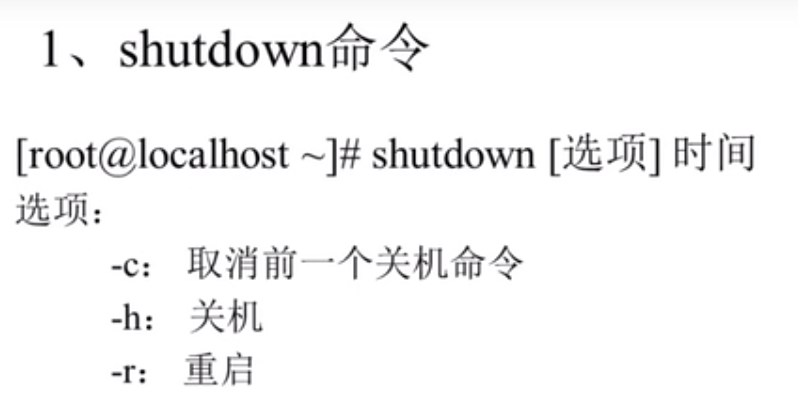 1、shutdown命令
[root@localhost ~]# shutdown [选项] 时间
选项：
-c： 取消前一个关机命令
-h： 关机
-r： 重启